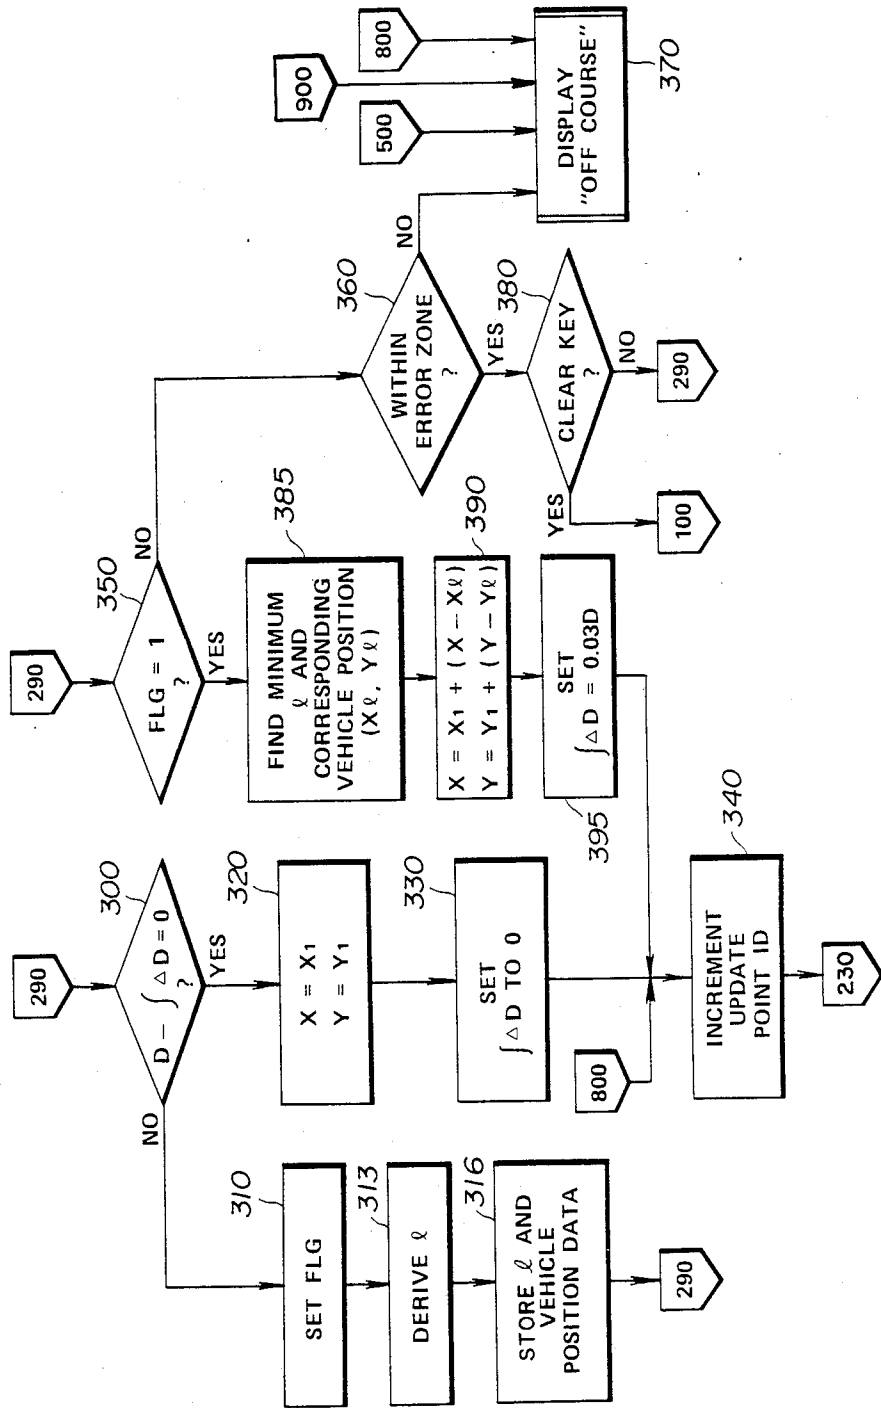 290
300
D – ∫ΔD = 0
?
NO
YES
310
SET FLG
313
DERIVE ℓ
316
STORE ℓ AND
VEHICLE
POSITION DATA
290
320
X = X1
Y = Y1
330
SET
∫ΔD TO 0
800
340
INCREMENT
UPDATE
POINT ID
230
290
350
FLG = 1
?
NO
YES
385
FIND MINIMUM
ℓ AND
CORRESPONDING
VEHICLE POSITION
(Xℓ, Yℓ)
390
X = X1 + (X – Xℓ)
Y = Y1 + (Y – Yℓ)
395
SET
∫ΔD = 0.03D
360
WITHIN
ERROR ZONE
?
NO
YES
380
CLEAR KEY
?
YES
NO
100
290
500
900
800
DISPLAY
"OFF COURSE"
370